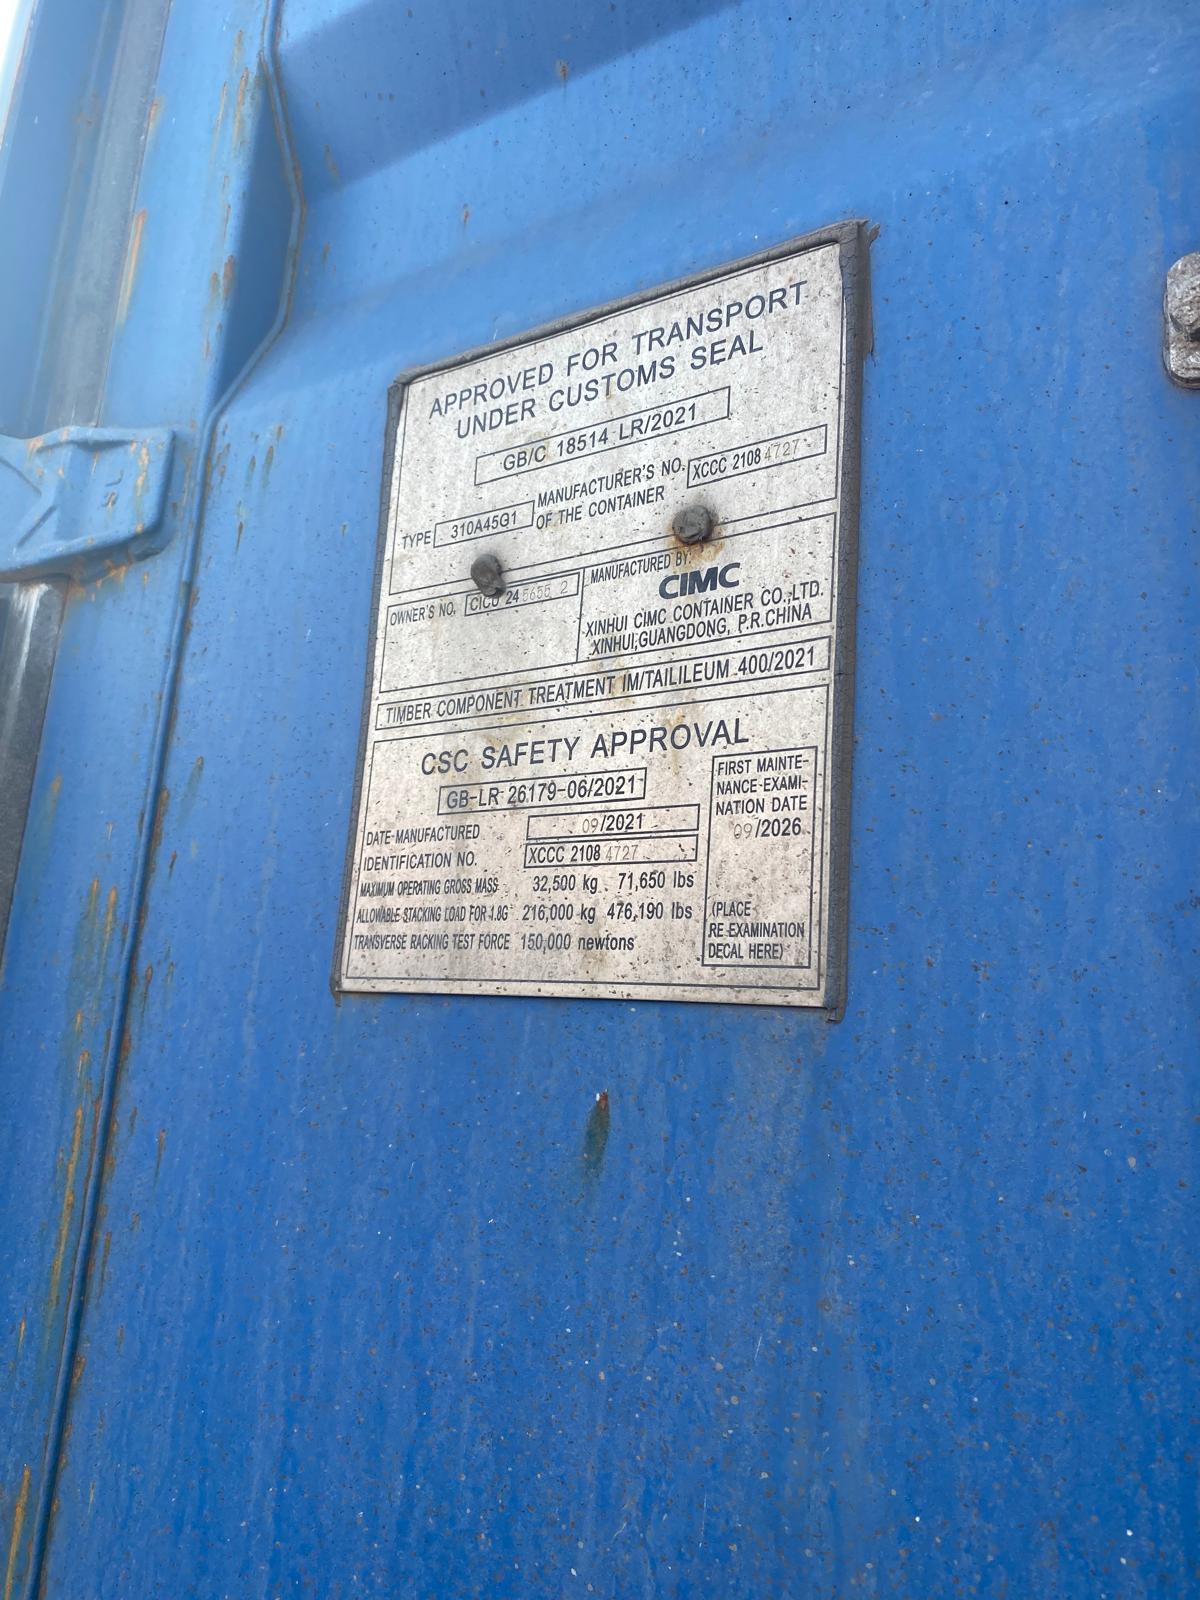 APPROVED FOR TRANSPORT
UNDER CUSTOMS SEAL
GB/C 18514 LR/2021
TYPE 310A45G1 MANUFACTURER'S NO. OF THE CONTAINER XCCC 2108 4727
OWNER'S NO. CICU 24 5655 2
MANUFACTURED BY:
CIMC
XINHUI CIMC CONTAINER CO.,LTD.
XINHUI,GUANGDONG, P.R.CHINA
TIMBER COMPONENT TREATMENT IM/TAILILEUM 400/2021
CSC SAFETY APPROVAL
GB-LR 26179-06/2021
DATE MANUFACTURED 09/2021
IDENTIFICATION NO. XCCC 2108 4727
MAXIMUM OPERATING GROSS MASS 32,500 kg 71,650 lbs
ALLOWABLE STACKING LOAD FOR 1.8G 216,000 kg 476,190 lbs
TRANSVERSE RACKING TEST FORCE 150,000 newtons
FIRST MAINTE-
NANCE EXAMI-
NATION DATE
09/2026
(PLACE
RE EXAMINATION
DECAL HERE)